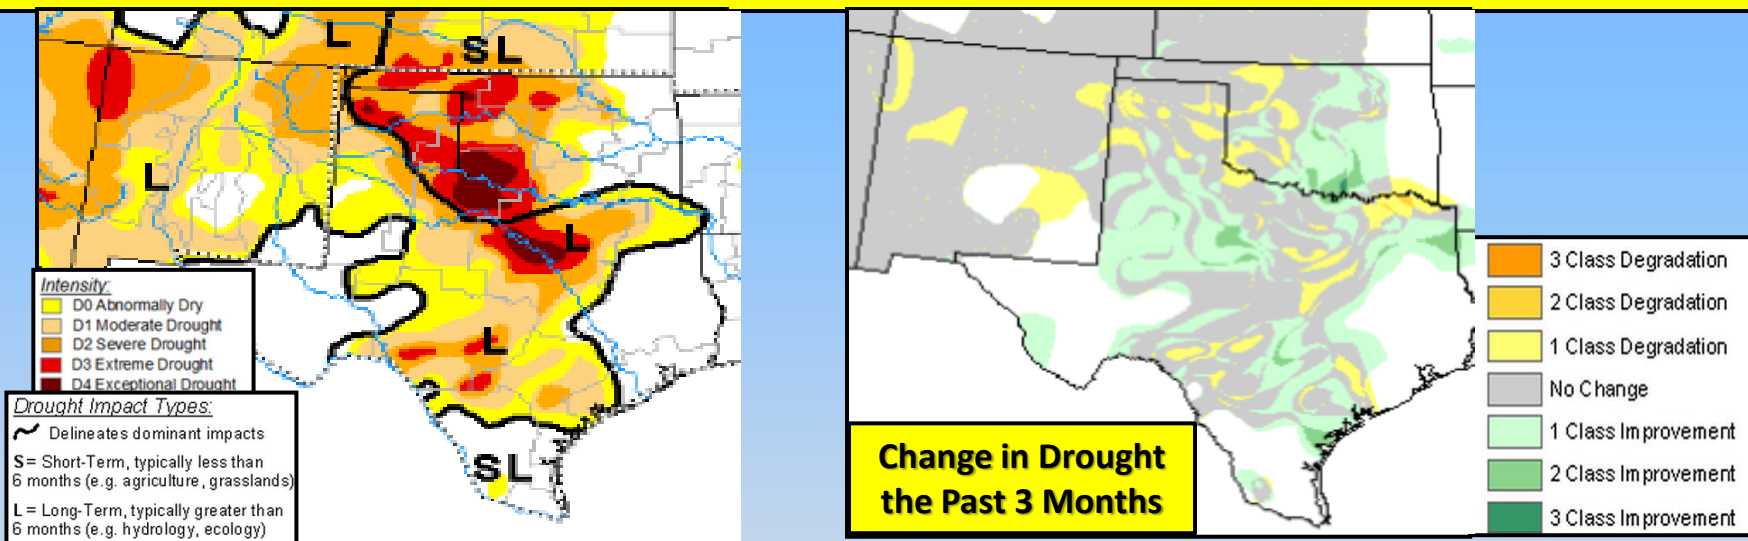 L
SL
L
L
L
SL
Intensity:
D0 Abnormally Dry
D1 Moderate Drought
D2 Severe Drought
D3 Extreme Drought
D4 Exceptional Drought
Drought Impact Types:
Delineates dominant impacts
S = Short-Term, typically less than
6 months (e.g. agriculture, grasslands)
L = Long-Term, typically greater than
6 months (e.g. hydrology, ecology)
Change in Drought
the Past 3 Months
3 Class Degradation
2 Class Degradation
1 Class Degradation
No Change
1 Class Improvement
2 Class Improvement
3 Class Improvement